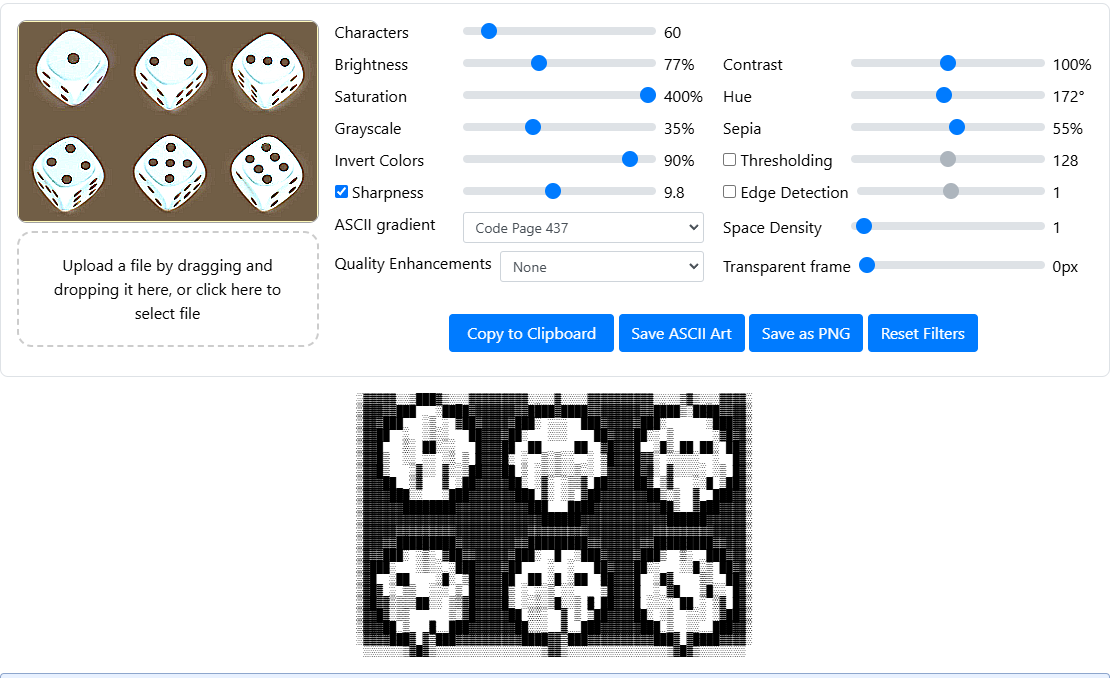 Characters 60
Brightness 77% Contrast 100%
Saturation 400% Hue 172°
Grayscale 35% Sepia 55%
Invert Colors 90% Thresholding 128
Sharpness 9.8 Edge Detection 1
ASCII gradient Code Page 437 Space Density 1
Quality Enhancements None Transparent frame 0px
Upload a file by dragging and
dropping it here, or click here to
select file
Copy to Clipboard Save ASCII Art Save as PNG Reset Filters